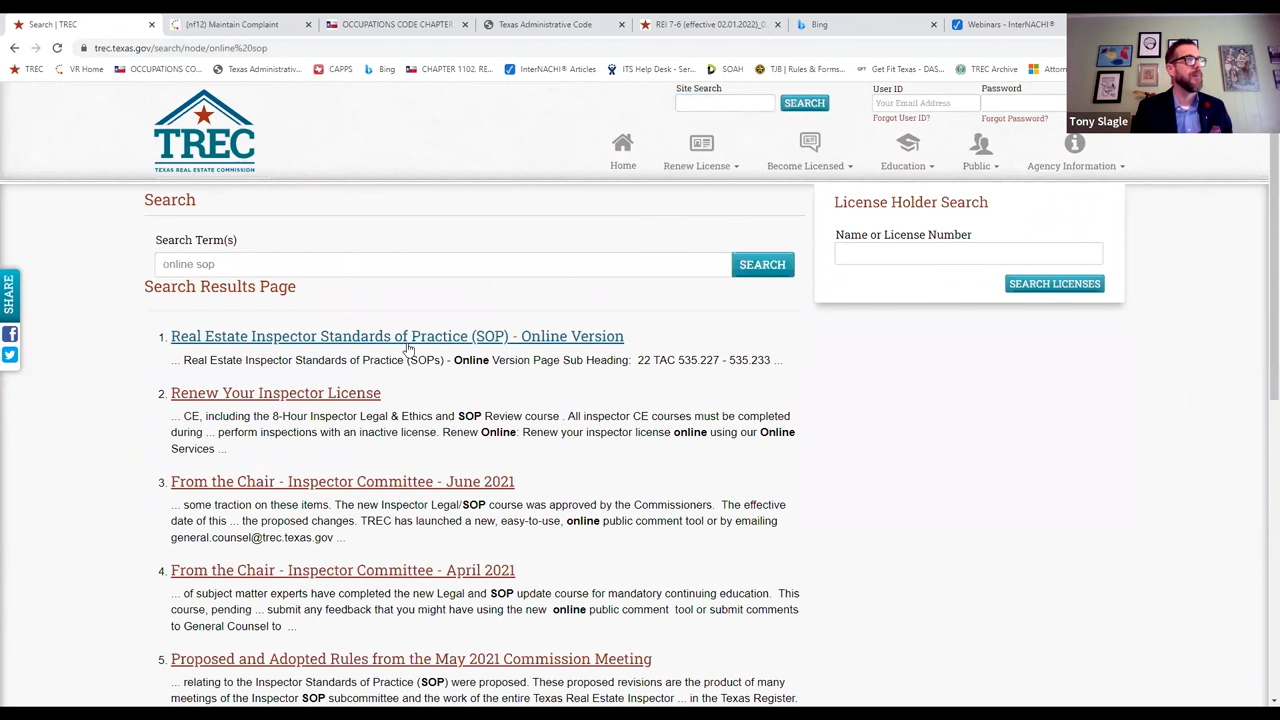 Search | TREC
(nf12) Maintain Complaint
OCCUPATIONS CODE CHAPTER
Texas Administrative Code
REI 7-6 (effective 02.01.2022)_0
Bing
Webinars - InterNACHI®
trec.texas.gov/search/node/online%20sop
TREC
VR Home
OCCUPATIONS CO...
Texas Administrativ...
CAPPS
Bing
CHAPTER 1102. RE...
InterNACHI® Articles
ITS Help Desk - Ser...
SOAH
TJB | Rules & Forms...
Get Fit Texas - DAS...
TREC Archive
Attorn
Tony Slagle
Site Search
SEARCH
User ID
Password
Your Email Address
Forgot User ID?
Forgot Password?
TREC
TEXAS REAL ESTATE COMMISSION
Home
Renew License
Become Licensed
Education
Public
Agency Information
Search
Search Term(s)
online sop
SEARCH
License Holder Search
Name or License Number
SEARCH LICENSES
SHARE
Search Results Page
1. Real Estate Inspector Standards of Practice (SOP) - Online Version
... Real Estate Inspector Standards of Practice (SOPs) - Online Version Page Sub Heading: 22 TAC 535.227 - 535.233 ...
2. Renew Your Inspector License
... CE, including the 8-Hour Inspector Legal & Ethics and SOP Review course . All inspector CE courses must be completed
during ... perform inspections with an inactive license. Renew Online: Renew your inspector license online using our Online
Services ...
3. From the Chair - Inspector Committee - June 2021
... some traction on these items. The new Inspector Legal/SOP course was approved by the Commissioners. The effective
date of this ... the proposed changes. TREC has launched a new, easy-to-use, online public comment tool or by emailing
general.counsel@trec.texas.gov ...
4. From the Chair - Inspector Committee - April 2021
... of subject matter experts have completed the new Legal and SOP update course for mandatory continuing education. This
course, pending ... submit any feedback that you might have using the new online public comment tool or submit comments
to General Counsel to ...
5. Proposed and Adopted Rules from the May 2021 Commission Meeting
... relating to the Inspector Standards of Practice (SOP) were proposed. These proposed revisions are the product of many
meetings of the Inspector SOP subcommittee and the work of the entire Texas Real Estate Inspector ... in the Texas Register.